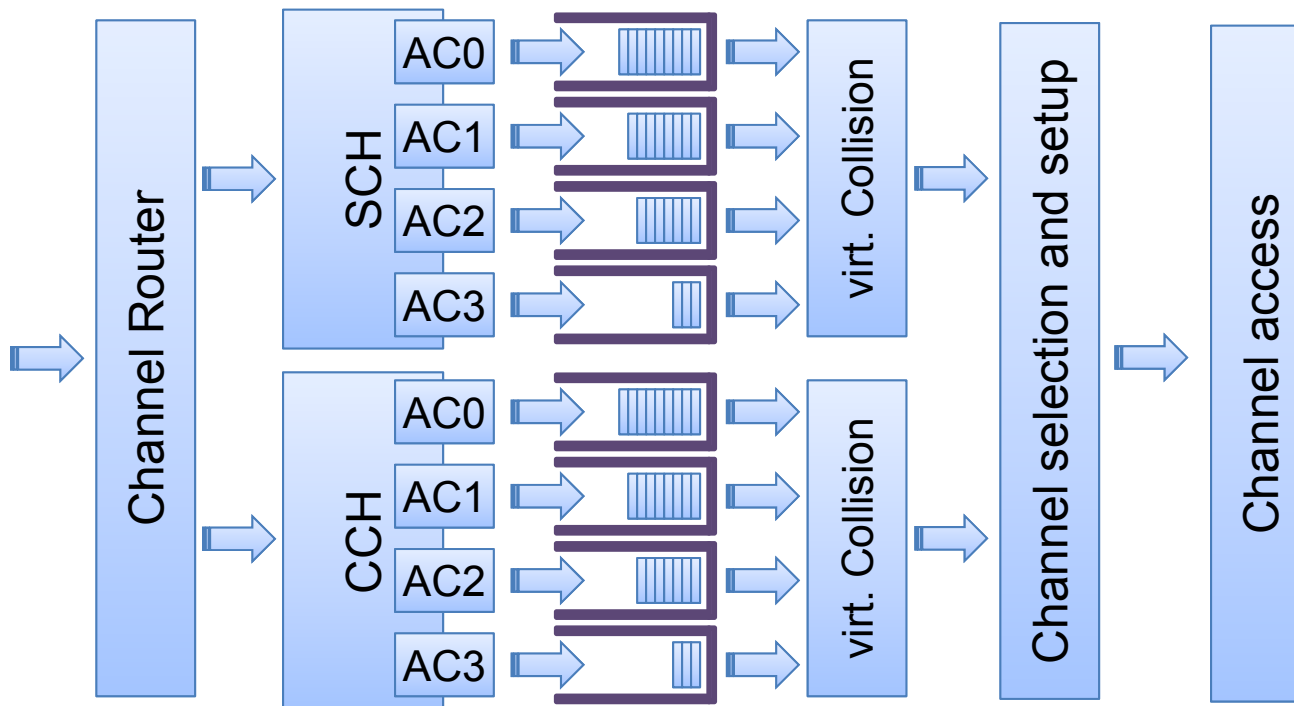 Channel Router
SCH
AC0
AC1
AC2
AC3
virt. Collision
CCH
AC0
AC1
AC2
AC3
virt. Collision
Channel selection and setup
Channel access